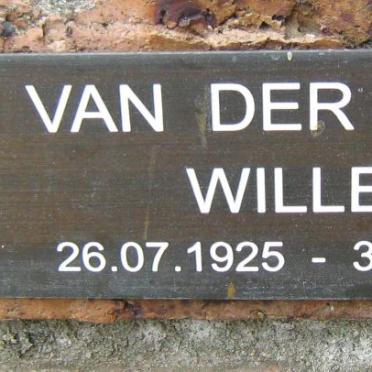 VAN DER
WILLE
26.07.1925 - 3